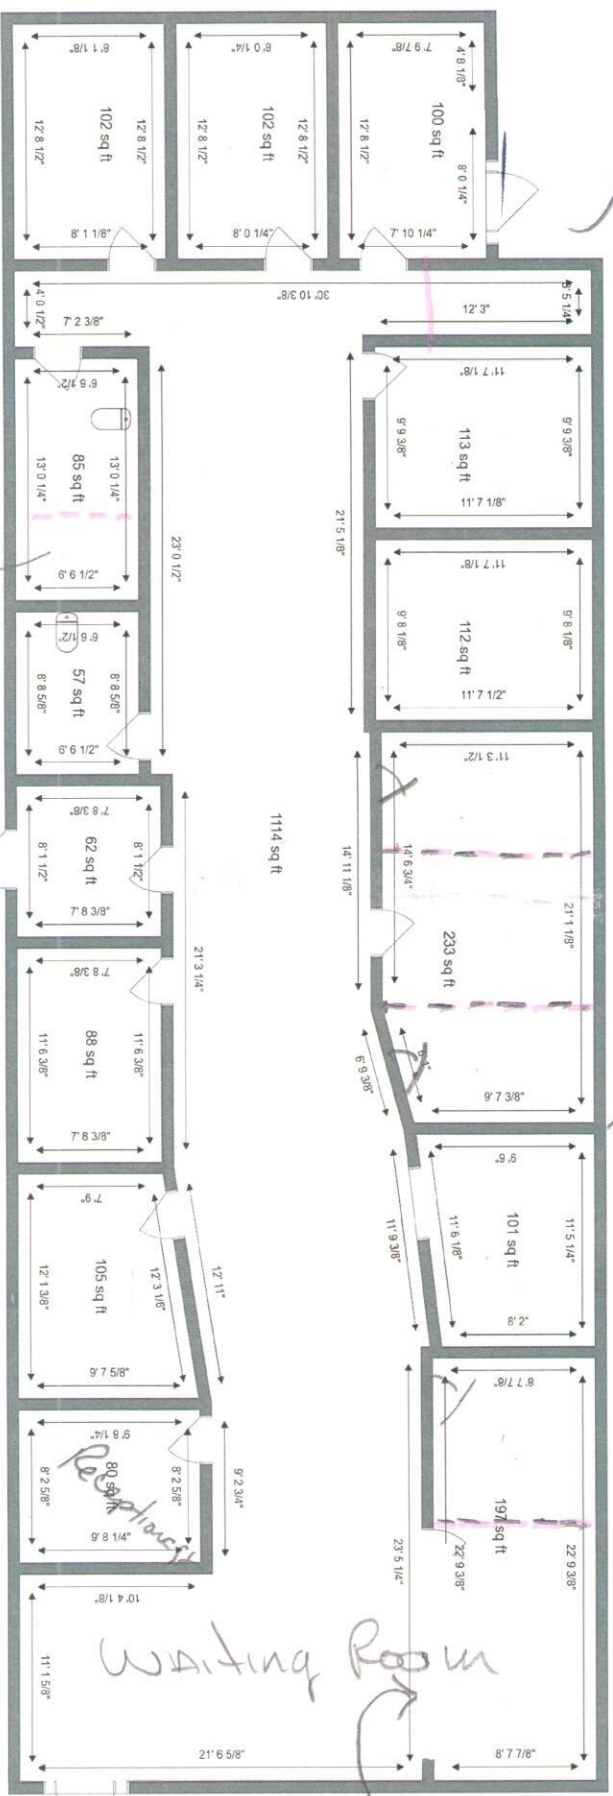 8' 1 1/8"
12' 8 1/2"
102 sq ft
12' 8 1/2"
8' 1 1/8"
8' 0 1/4"
12' 8 1/2"
102 sq ft
12' 8 1/2"
8' 0 1/4"
7' 9 7/8"
12' 8 1/2"
100 sq ft
4' 8 1/8"
8' 0 1/4"
7' 10 1/4"
30' 10 3/8"
4' 0 1/2"
7' 2 3/8"
12' 3"
5 1/4"
6' 6 1/2"
13' 0 1/4"
85 sq ft
13' 0 1/4"
6' 6 1/2"
23' 0 1/2"
21' 5 1/8"
11' 7 1/8"
9' 9 3/8"
113 sq ft
9' 9 3/8"
11' 7 1/8"
11' 7 1/8"
9' 8 1/8"
112 sq ft
9' 8 1/8"
11' 7 1/2"
6' 6 1/2"
8' 8 5/8"
57 sq ft
8' 8 5/8"
6' 6 1/2"
7' 8 3/8"
8' 1 1/2"
62 sq ft
8' 1 1/2"
7' 8 3/8"
1114 sq ft
14' 11 1/8"
11' 3 1/2"
14' 6 3/4"
21' 1 1/8"
233 sq ft
9' 7 3/8"
6' 9 3/8"
21' 3 1/4"
7' 8 3/8"
11' 6 3/8"
88 sq ft
11' 6 3/8"
7' 8 3/8"
9' 6"
11' 6 1/8"
101 sq ft
11' 5 1/4"
8' 2"
11' 9 3/8"
7' 9"
12' 1 3/8"
105 sq ft
12' 3 1/8"
9' 7 5/8"
12' 11"
9' 8 1/4"
8' 2 5/8"
80 sq ft
8' 2 5/8"
9' 8 1/4"
Receptionist
9' 2 3/4"
8' 7 7/8"
197 sq ft
22' 9 3/8"
22' 9 3/8"
8' 7 7/8"
23' 5 1/4"
10' 4 1/8"
11' 1 5/8"
21' 6 5/8"
Waiting Room